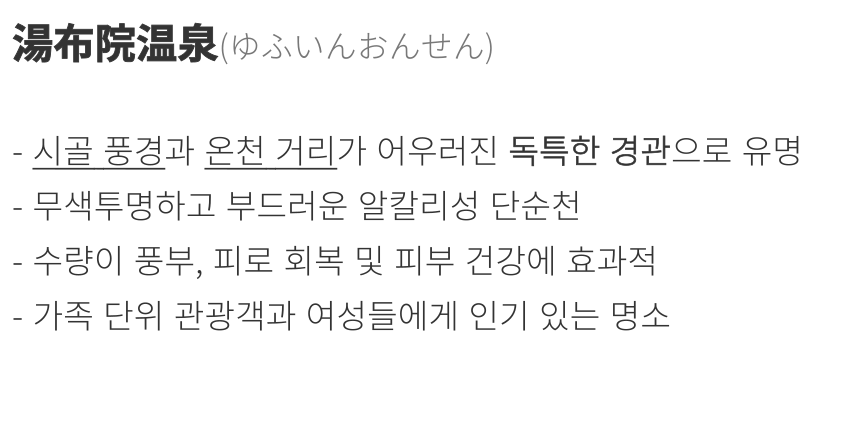 湯布院温泉(ゆふいんおんせん)
- 시골 풍경과 온천 거리가 어우러진 독특한 경관으로 유명
- 무색투명하고 부드러운 알칼리성 단순천
- 수량이 풍부, 피로 회복 및 피부 건강에 효과적
- 가족 단위 관광객과 여성들에게 인기 있는 명소